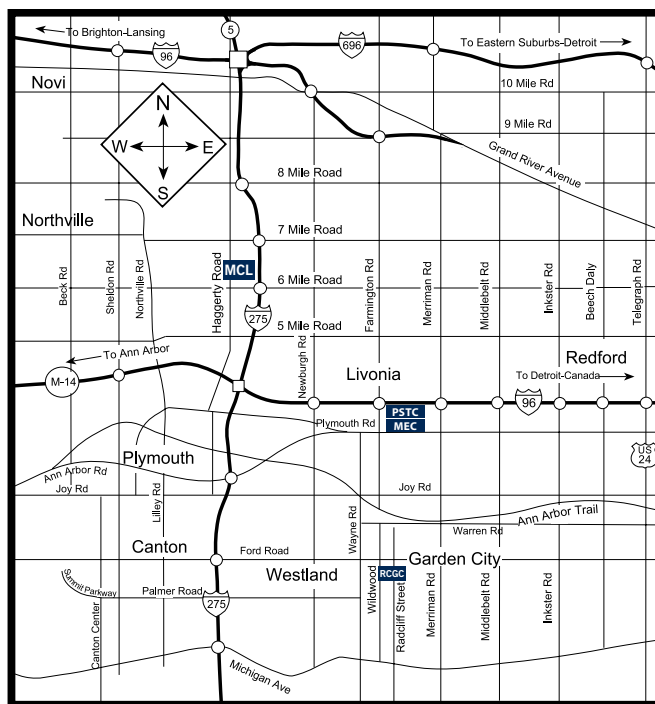 To Brighton-Lansing
5
96
696
To Eastern Suburbs-Detroit
Novi
10 Mile Rd
9 Mile Rd
Grand River Avenue
N
W E
S
8 Mile Road
Northville
7 Mile Road
Beck Rd
Sheldon Rd
Northville Rd
Haggerty Road
MCL
6 Mile Road
Farmington Rd
Merriman Rd
Middlebelt Rd
Inkster Rd
Beech Daly
Telegraph Rd
275
5 Mile Road
To Ann Arbor
Newburgh Rd
Livonia
Redford
M-14
To Detroit-Canada
96
PSTC
Plymouth Rd
MEC
Plymouth
US
24
Ann Arbor Rd
Joy Rd
Lilley Rd
Joy Rd
Wayne Rd
Ann Arbor Trail
Warren Rd
Canton
Ford Road
Garden City
Westland
RCGC
Summit Parkway
Palmer Road
275
Wildwood
Radcliff Street
Merriman Rd
Middlebelt Rd
Inkster Rd
Canton Center
Michigan Ave